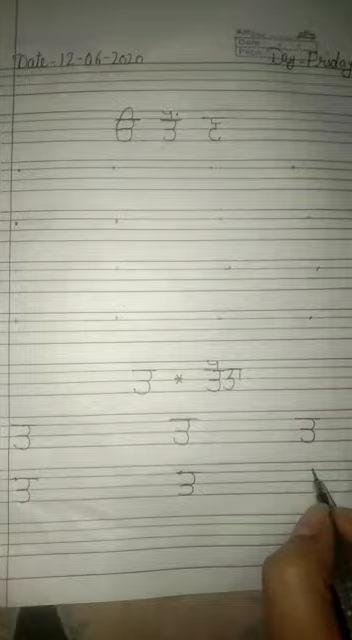 Date-12-06-2020 Day-Friday
ਤੋਂ
ਤ * ਤੋਤਾ
ਤ ਤ ਤ
ਤ ਤ